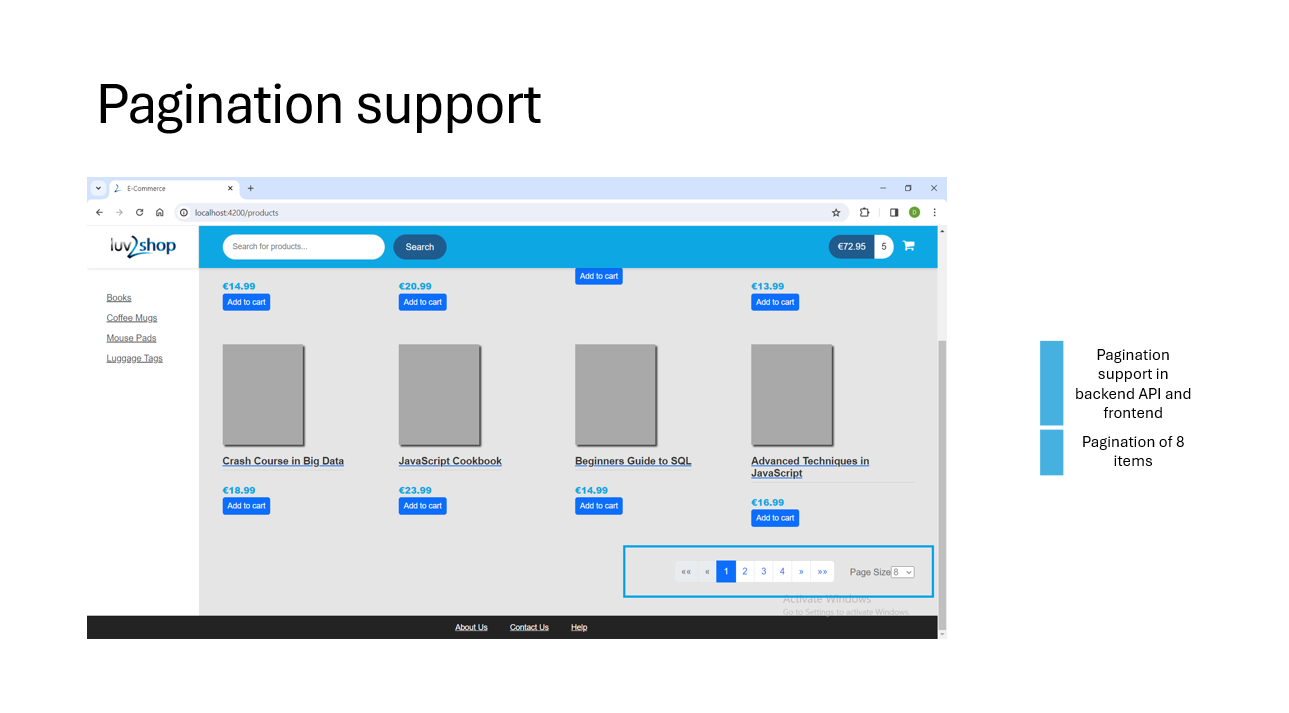 Pagination support
E-Commerce
localhost:4200/products
luv2shop
Search for products...
Search
€72.95
5
Books
Coffee Mugs
Mouse Pads
Luggage Tags
Add to cart
€14.99
€20.99
€13.99
Add to cart
Add to cart
Add to cart
Crash Course in Big Data
JavaScript Cookbook
Beginners Guide to SQL
Advanced Techniques in
JavaScript
€18.99
€23.99
€14.99
Add to cart
Add to cart
Add to cart
€16.99
Add to cart
«« « 1 2 3 4 » »»
Page Size 8
Activate Windows
Go to Settings to activate Windows.
About Us
Contact Us
Help
Pagination
support in
backend API and
frontend
Pagination of 8
items